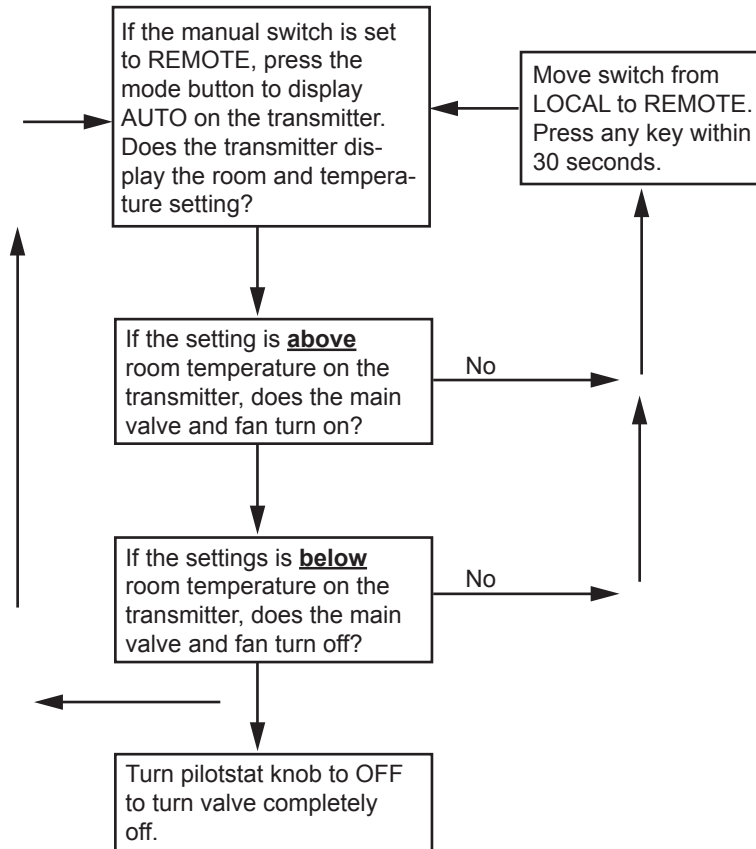 If the manual switch is set
to REMOTE, press the
mode button to display
AUTO on the transmitter.
Does the transmitter dis-
play the room and tempera-
ture setting?
Move switch from
LOCAL to REMOTE.
Press any key within
30 seconds.
If the setting is above
room temperature on the
transmitter, does the main
valve and fan turn on?
No
If the settings is below
room temperature on the
transmitter, does the main
valve and fan turn off?
No
Turn pilotstat knob to OFF
to turn valve completely
off.